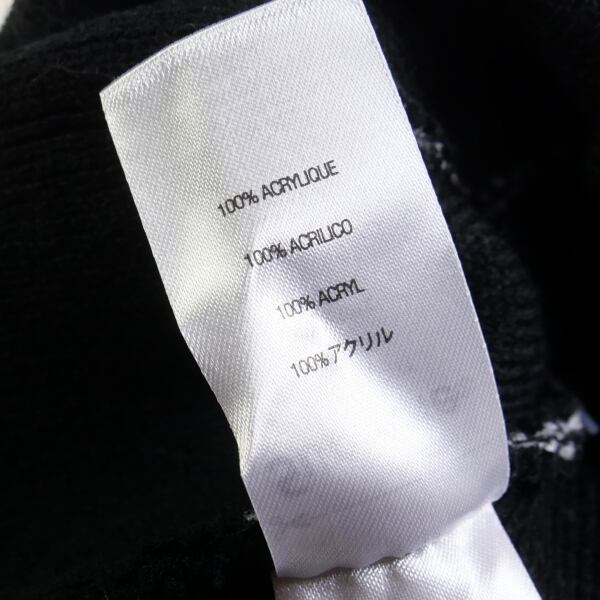 100% ACRYLIQUE
100% ACRILICO
100% ACRYL
100%アクリル